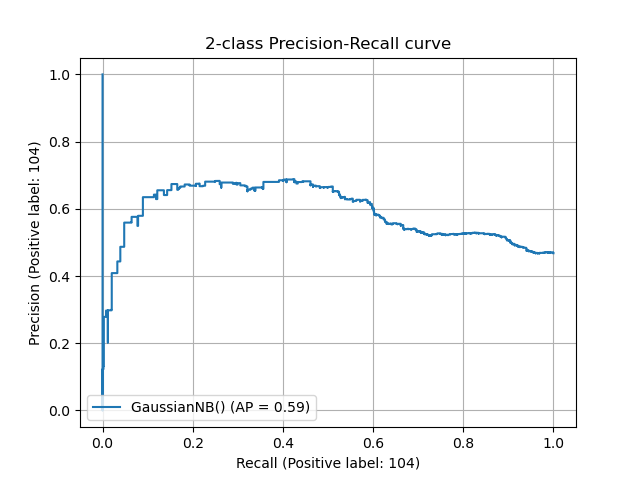 2-class Precision-Recall curve
1.0
0.8
0.6
0.4
0.2
0.0
Precision (Positive label: 104)
GaussianNB() (AP = 0.59)
0.0 0.2 0.4 0.6 0.8 1.0
Recall (Positive label: 104)